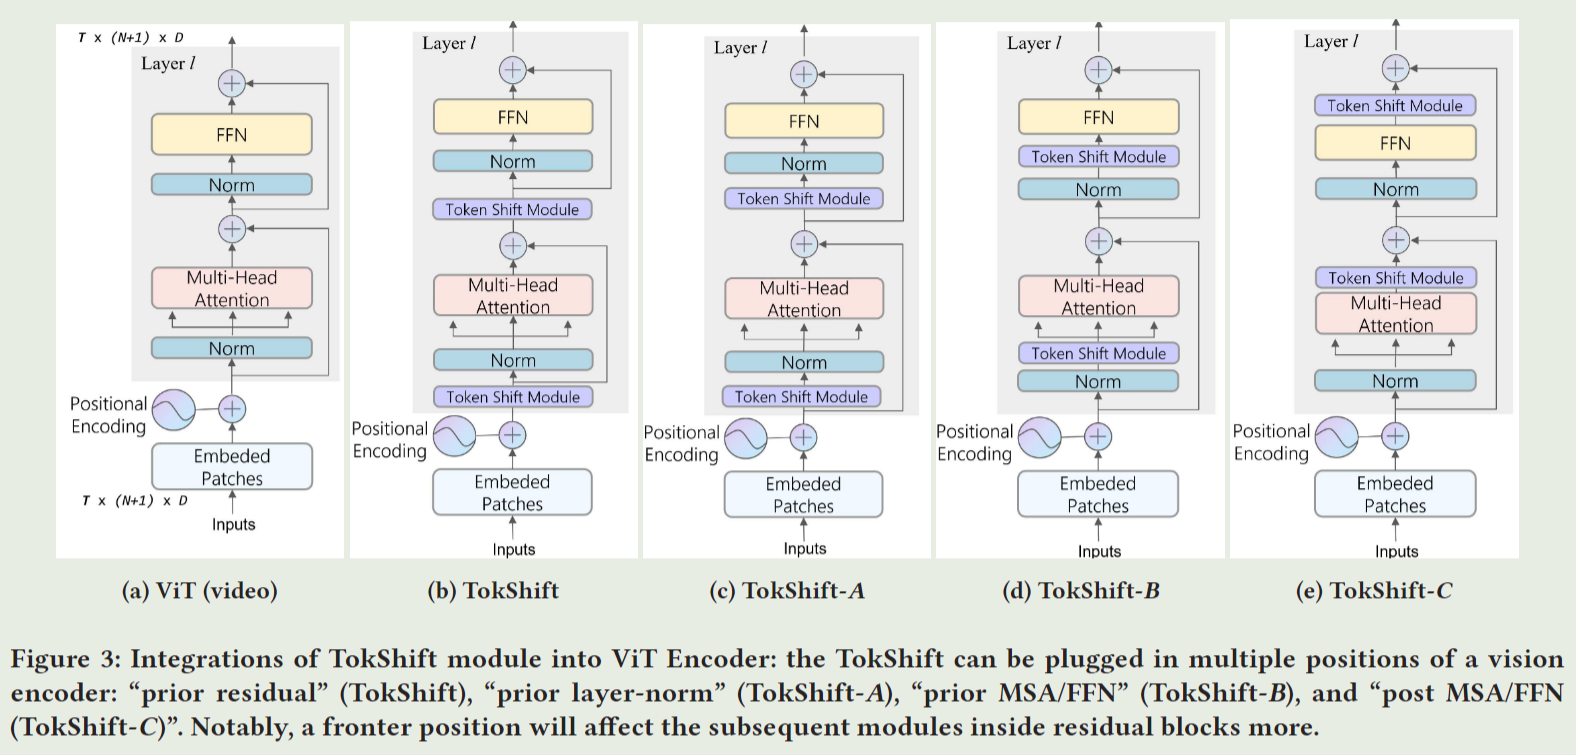 T x (N+1) x D
Layer l
FFN
Norm
Multi-Head
Attention
Norm
Positional
Encoding
Embeded
Patches
T x (N+1) x D
Inputs
(a) ViT (video)
Layer l
FFN
Norm
Token Shift Module
Multi-Head
Attention
Norm
Token Shift Module
Positional
Encoding
Embeded
Patches
Inputs
(b) TokShift
Layer l
FFN
Norm
Token Shift Module
Multi-Head
Attention
Norm
Token Shift Module
Positional
Encoding
Embeded
Patches
Inputs
(c) TokShift-A
Layer l
FFN
Token Shift Module
Norm
Multi-Head
Attention
Token Shift Module
Norm
Positional
Encoding
Embeded
Patches
Inputs
(d) TokShift-B
Layer l
Token Shift Module
FFN
Norm
Token Shift Module
Multi-Head
Attention
Norm
Positional
Encoding
Embeded
Patches
Inputs
(e) TokShift-C
Figure 3: Integrations of TokShift module into ViT Encoder: the TokShift can be plugged in multiple positions of a vision
encoder: “prior residual” (TokShift), “prior layer-norm” (TokShift-A), “prior MSA/FFN” (TokShift-B), and “post MSA/FFN
(TokShift-C)”. Notably, a fronter position will affect the subsequent modules inside residual blocks more.